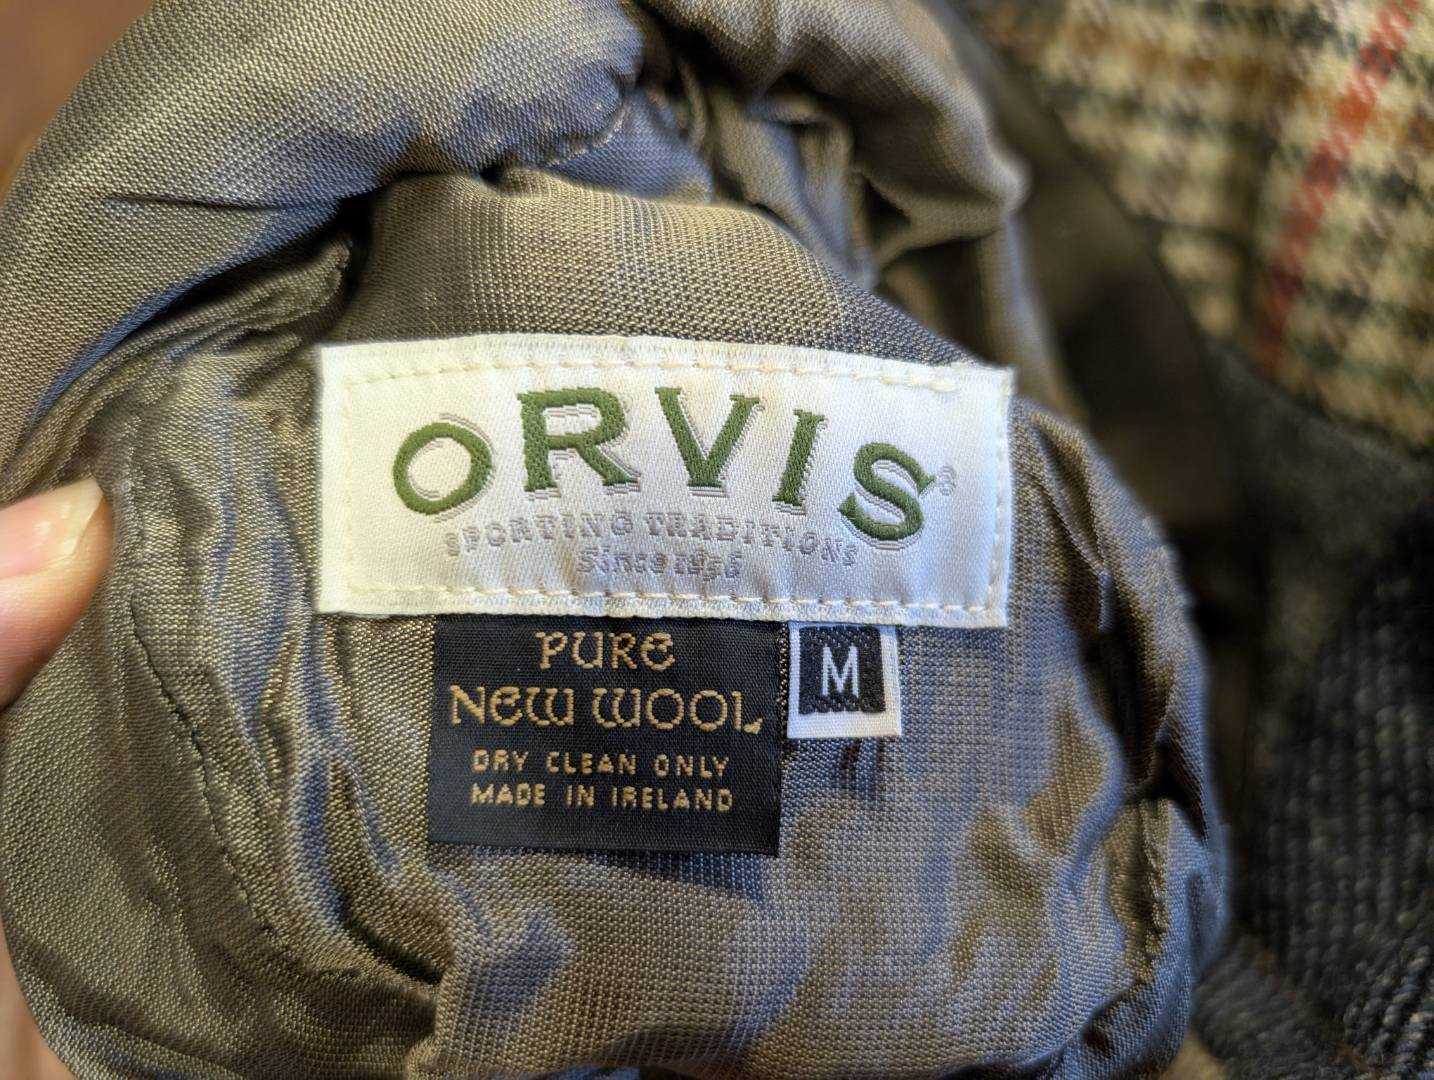 ORVIS®
SPORTING TRADITIONS
Since 1856
PURE
NEW WOOL
DRY CLEAN ONLY
MADE IN IRELAND
M